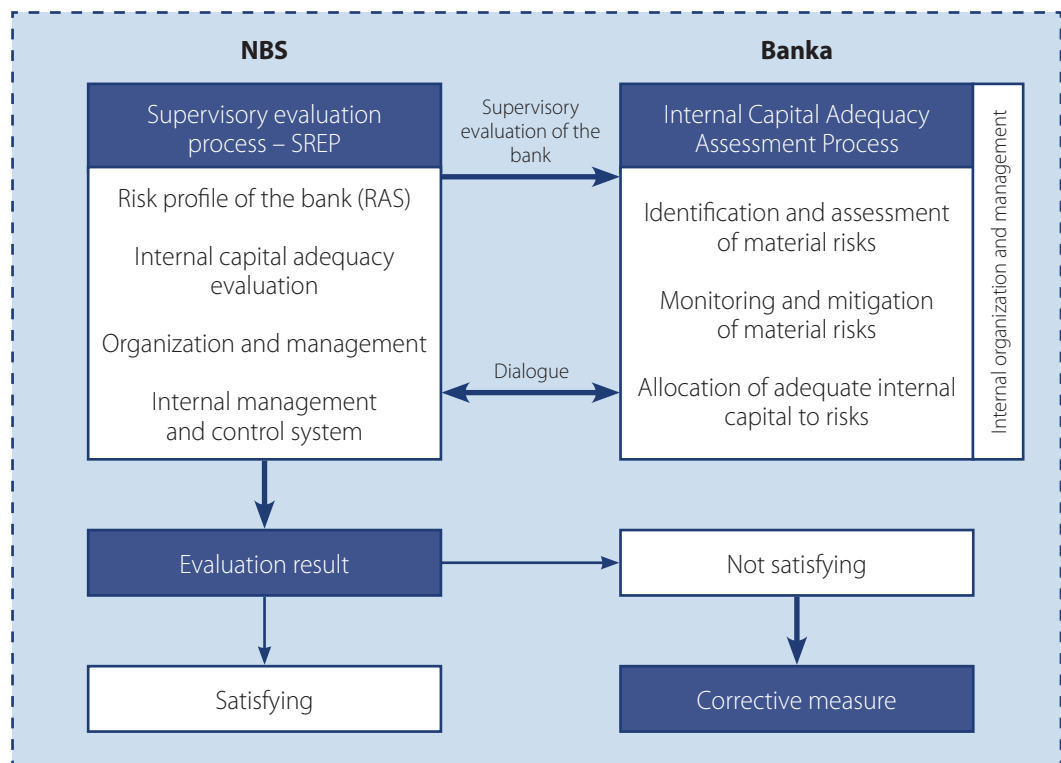 NBS
Banka
Supervisory evaluation
process – SREP
Supervisory
evaluation of the
bank
Internal Capital Adequacy
Assessment Process
Risk profile of the bank (RAS)
Internal capital adequacy
evaluation
Organization and management
Internal management
and control system
Dialogue
Identification and assessment
of material risks
Monitoring and mitigation
of material risks
Allocation of adequate internal
capital to risks
Internal organization and management
Evaluation result
Not satisfying
Satisfying
Corrective measure